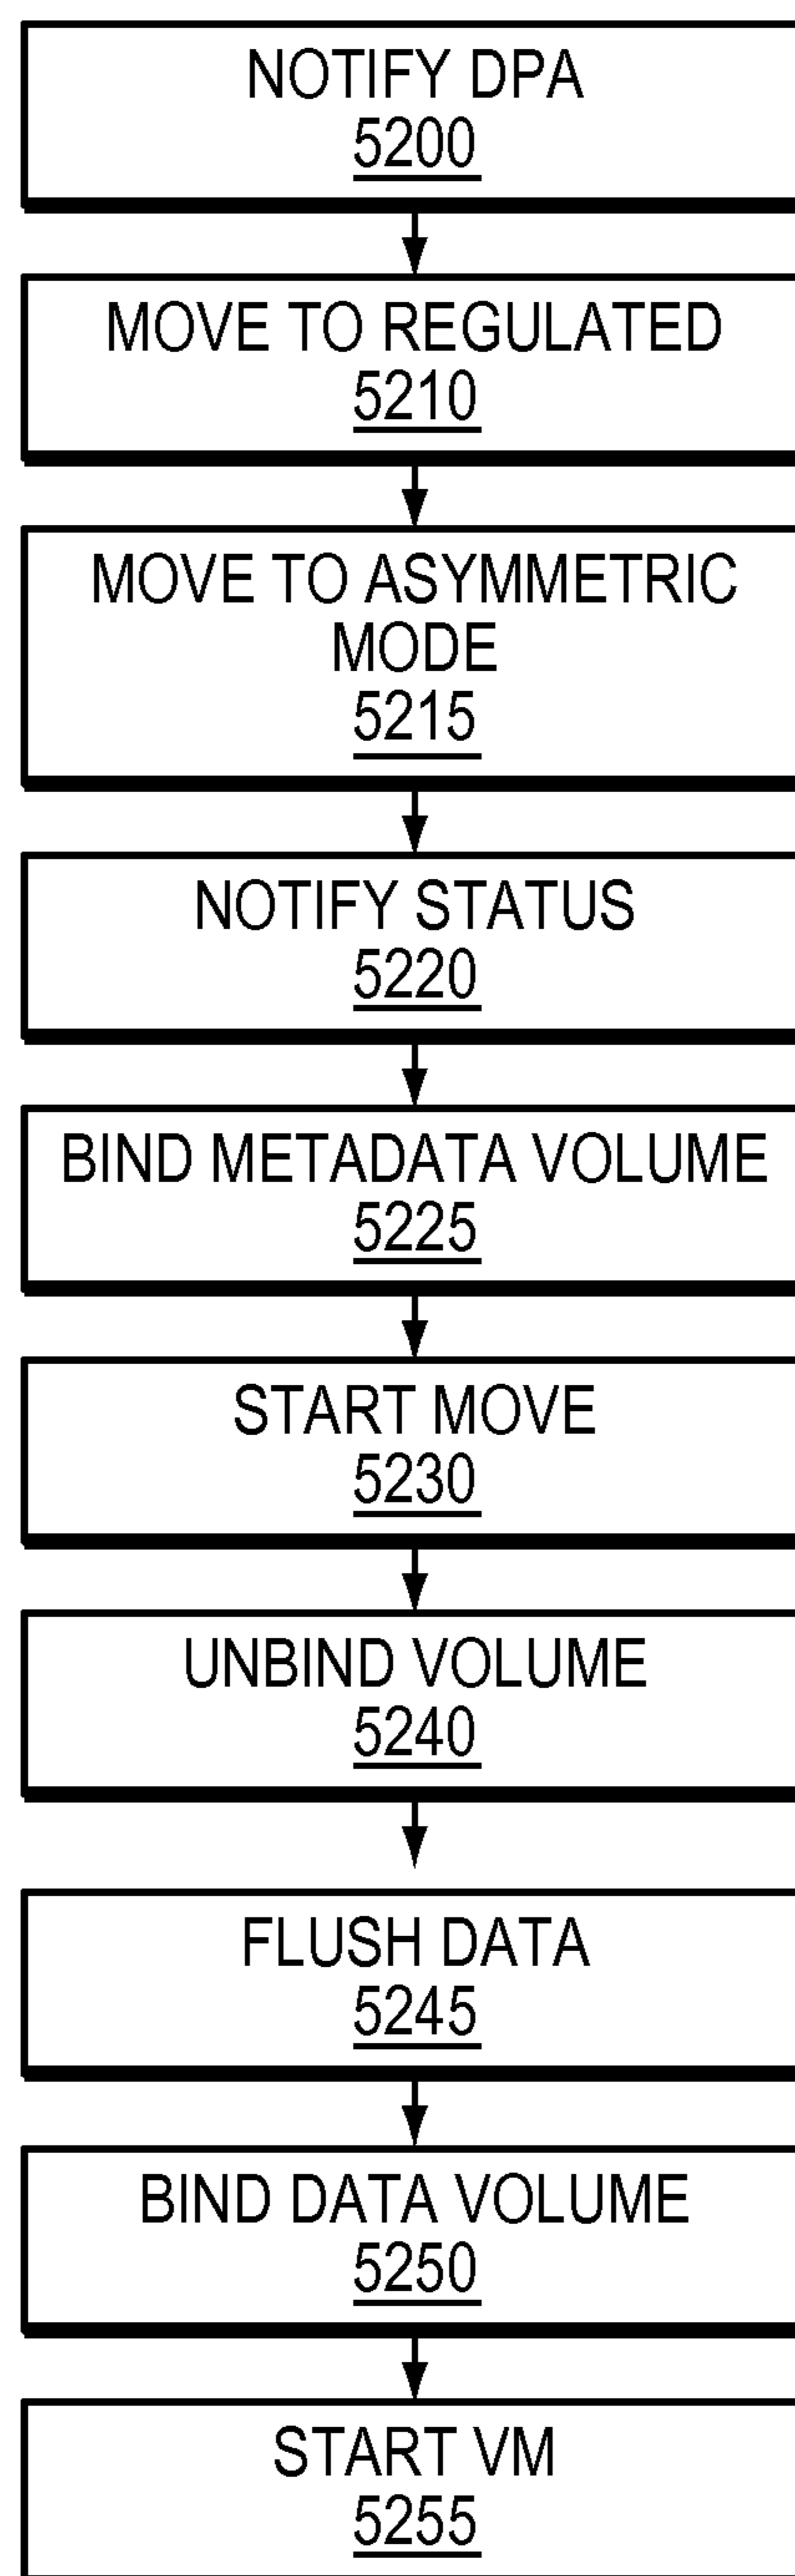 NOTIFY DPA
5200
MOVE TO REGULATED
5210
MOVE TO ASYMMETRIC
MODE
5215
NOTIFY STATUS
5220
BIND METADATA VOLUME
5225
START MOVE
5230
UNBIND VOLUME
5240
FLUSH DATA
5245
BIND DATA VOLUME
5250
START VM
5255